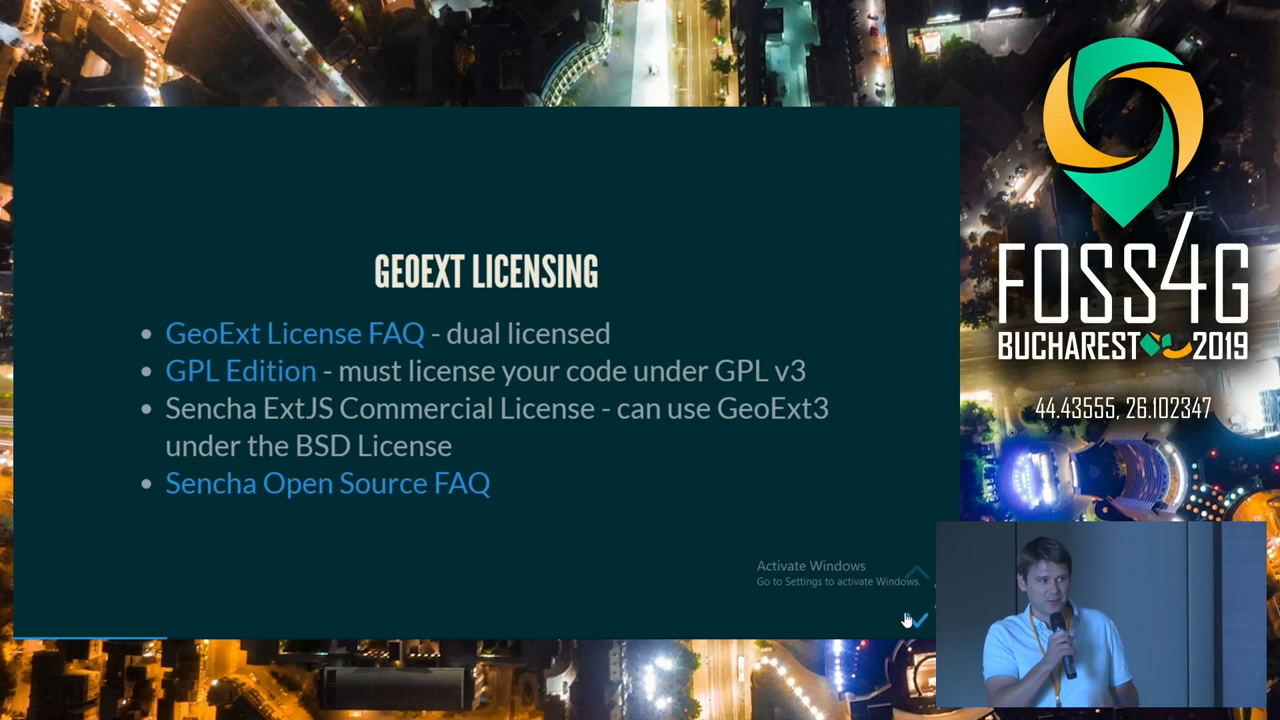 GEOEXT LICENSING
GeoExt License FAQ - dual licensed
GPL Edition - must license your code under GPL v3
Sencha ExtJS Commercial License - can use GeoExt3
under the BSD License
Sencha Open Source FAQ
Activate Windows
Go to Settings to activate Windows.
FOSS4G
BUCHAREST 2019
44.43555, 26.102347